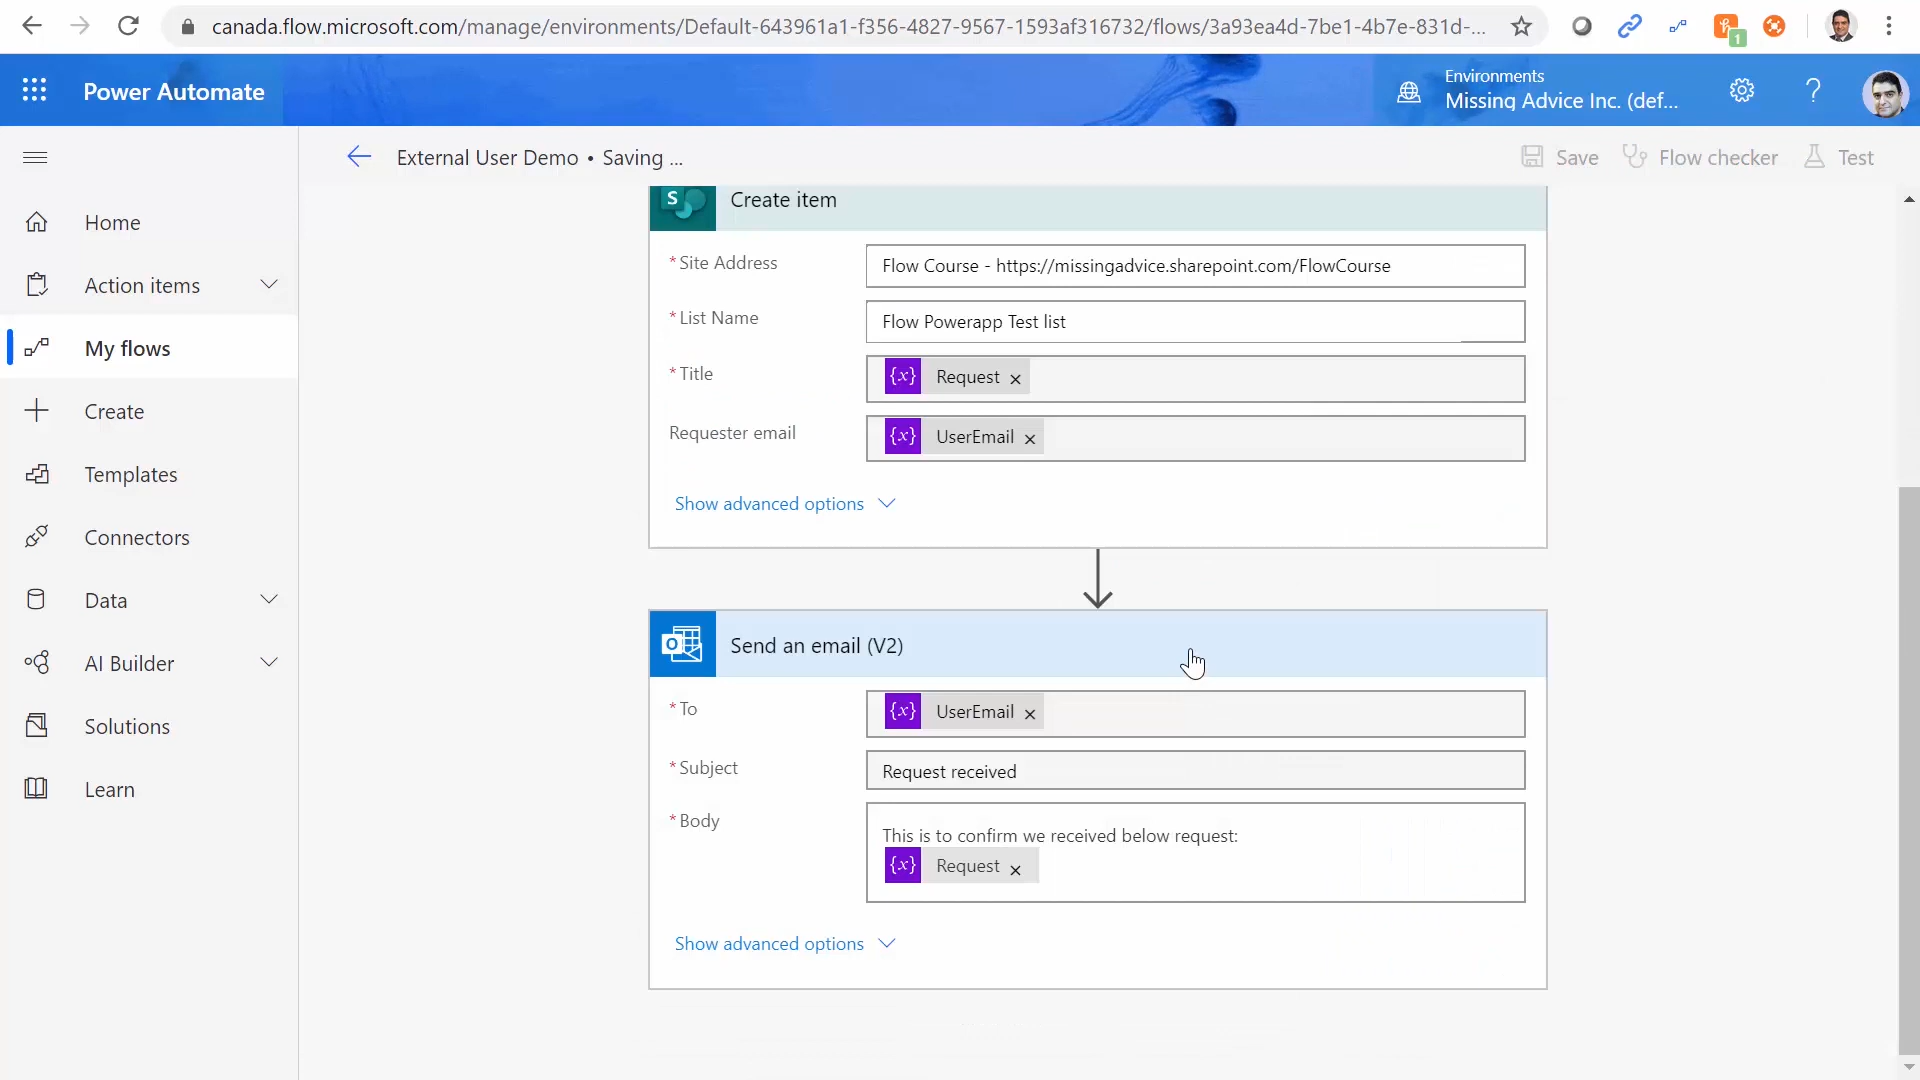 canada.flow.microsoft.com/manage/environments/Default-643961a1-f356-4827-9567-1593af316732/flows/3a93ea4d-7be1-4b7e-831d-...
1
Power Automate
Environments
Missing Advice Inc. (def...
?
External User Demo • Saving ...
Save
Flow checker
Test
Home
Action items
My flows
Create
Templates
Connectors
Data
AI Builder
Solutions
Learn
S
Create item
*Site Address
Flow Course - https://missingadvice.sharepoint.com/FlowCourse
*List Name
Flow Powerapp Test list
*Title
{x} Request ×
Requester email
{x} UserEmail ×
Show advanced options
Send an email (V2)
*To
{x} UserEmail ×
*Subject
Request received
*Body
This is to confirm we received below request:
{x} Request ×
Show advanced options